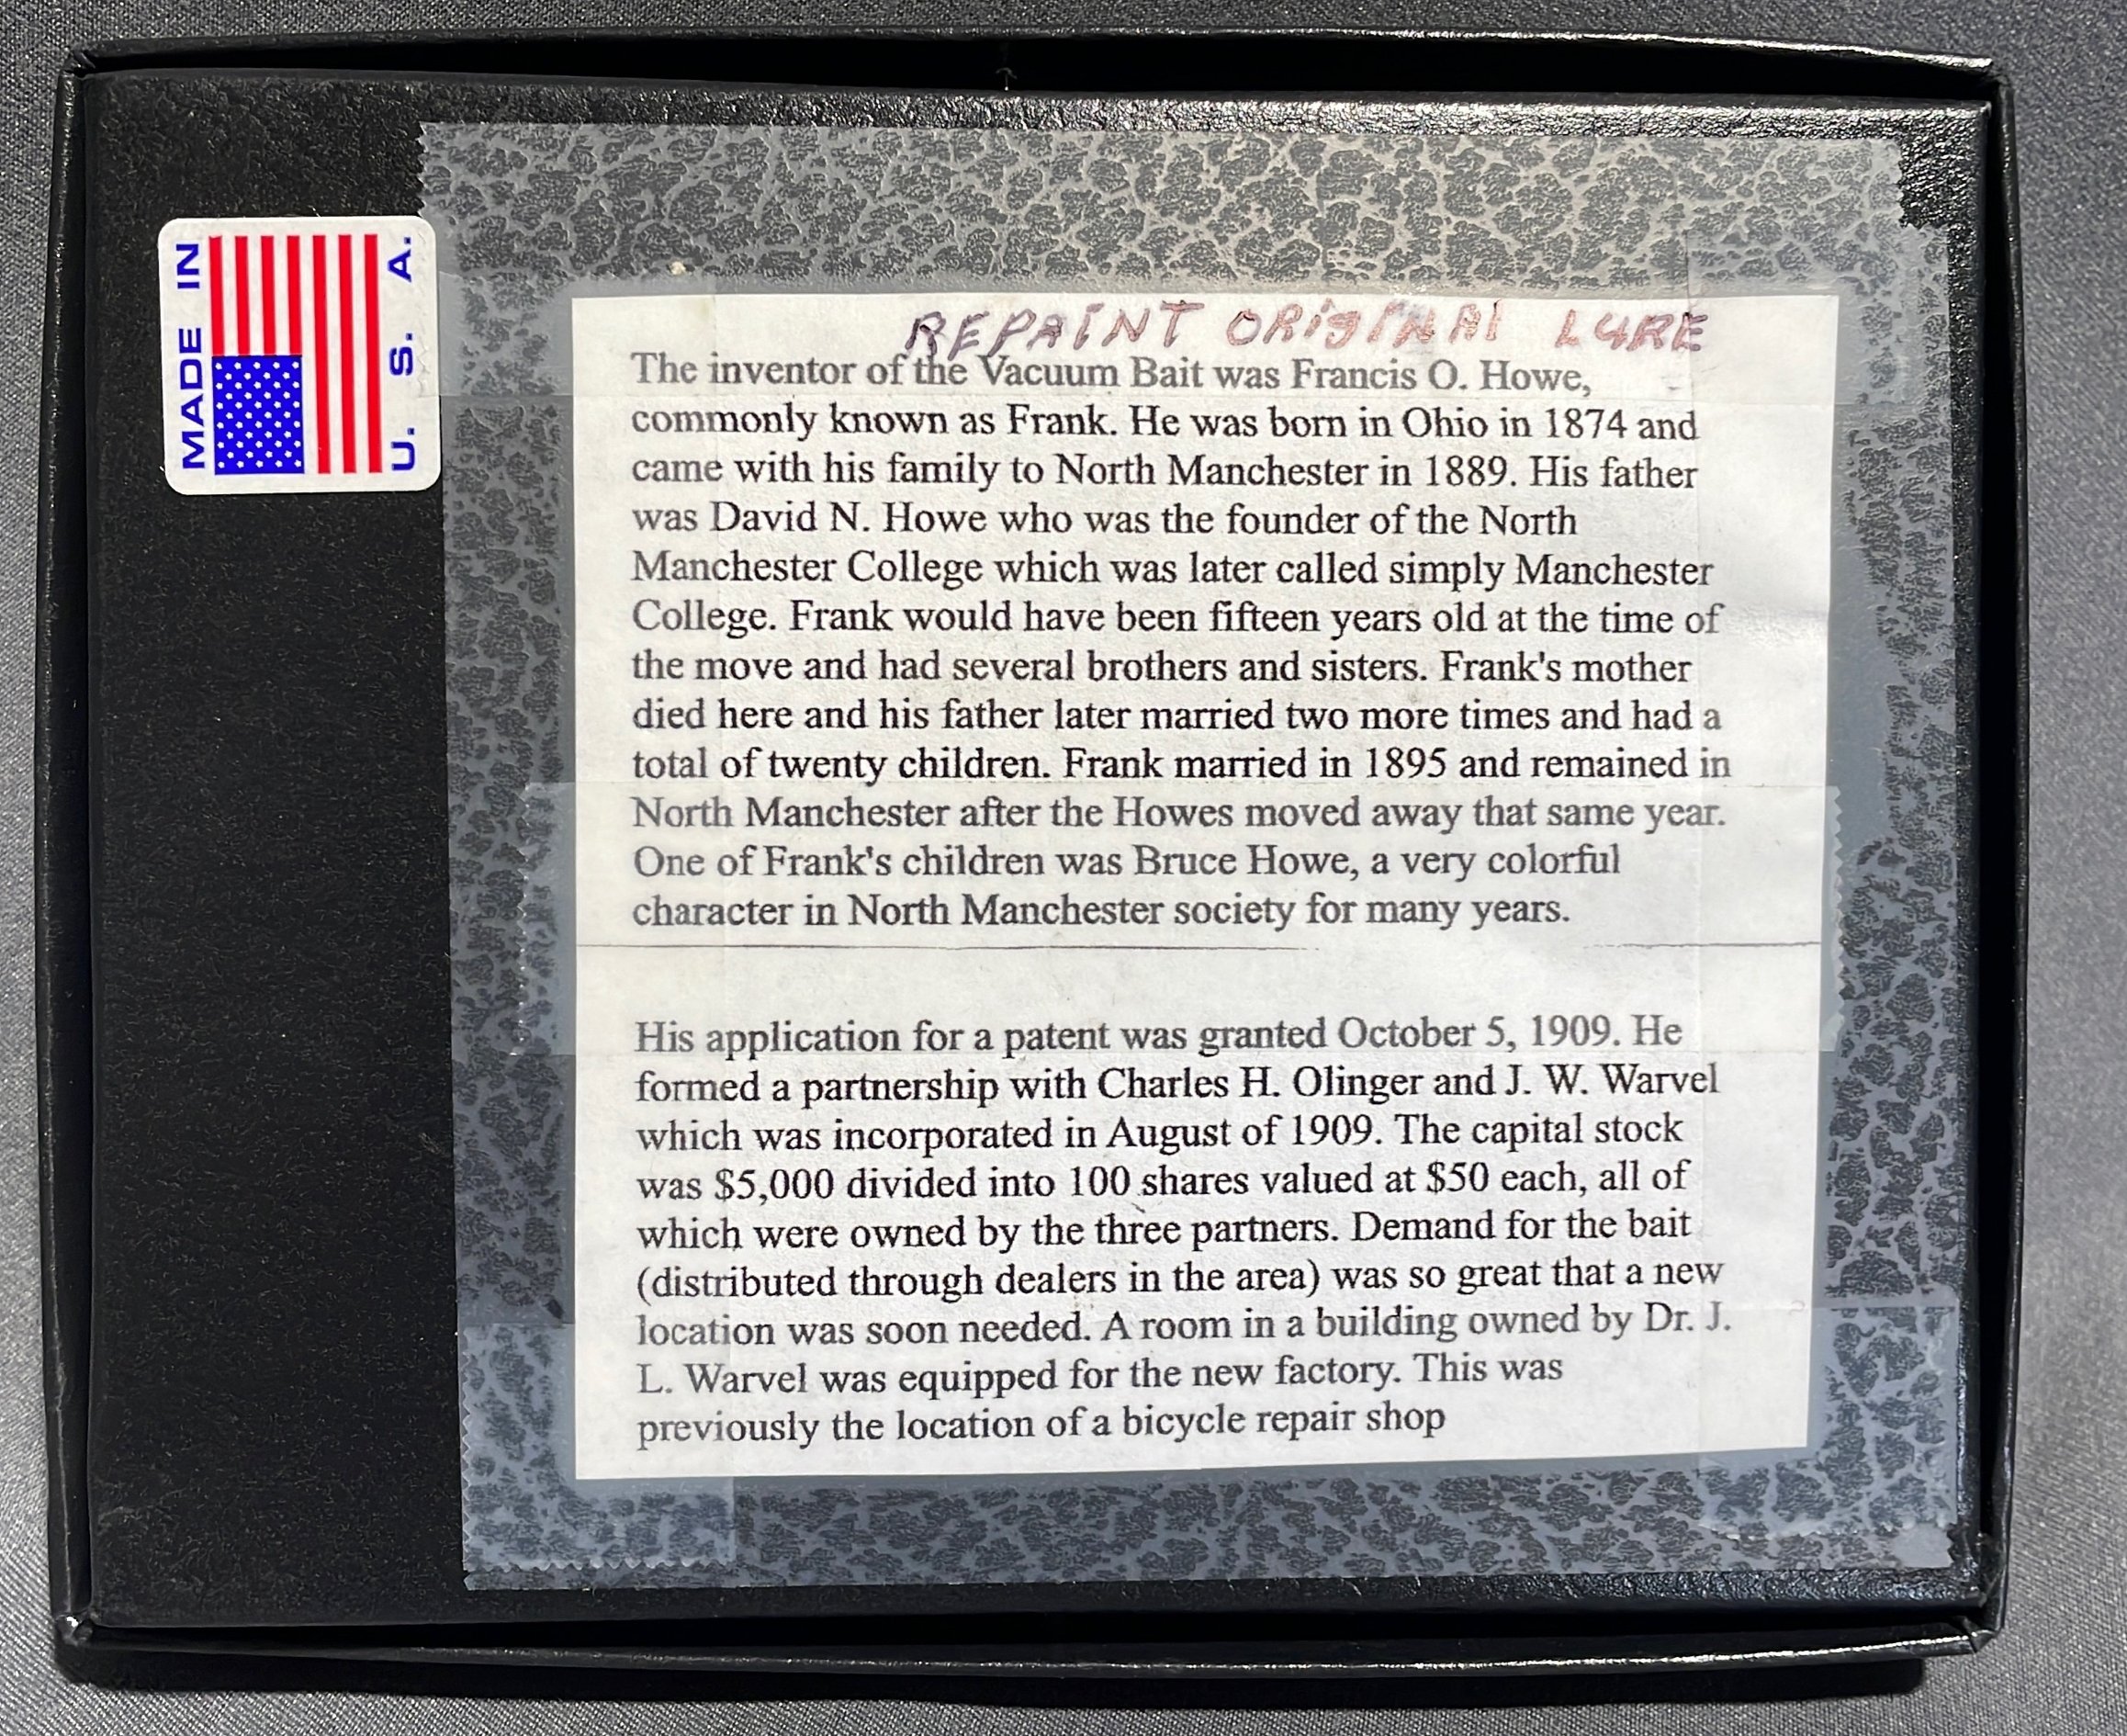 MADE IN
U. S. A.
REPAINT ORIGINAL LURE
The inventor of the Vacuum Bait was Francis O. Howe,
commonly known as Frank. He was born in Ohio in 1874 and
came with his family to North Manchester in 1889. His father
was David N. Howe who was the founder of the North
Manchester College which was later called simply Manchester
College. Frank would have been fifteen years old at the time of
the move and had several brothers and sisters. Frank's mother
died here and his father later married two more times and had a
total of twenty children. Frank married in 1895 and remained in
North Manchester after the Howes moved away that same year.
One of Frank's children was Bruce Howe, a very colorful
character in North Manchester society for many years.
His application for a patent was granted October 5, 1909. He
formed a partnership with Charles H. Olinger and J. W. Warvel
which was incorporated in August of 1909. The capital stock
was $5,000 divided into 100 shares valued at $50 each, all of
which were owned by the three partners. Demand for the bait
(distributed through dealers in the area) was so great that a new
location was soon needed. A room in a building owned by Dr. J.
L. Warvel was equipped for the new factory. This was
previously the location of a bicycle repair shop